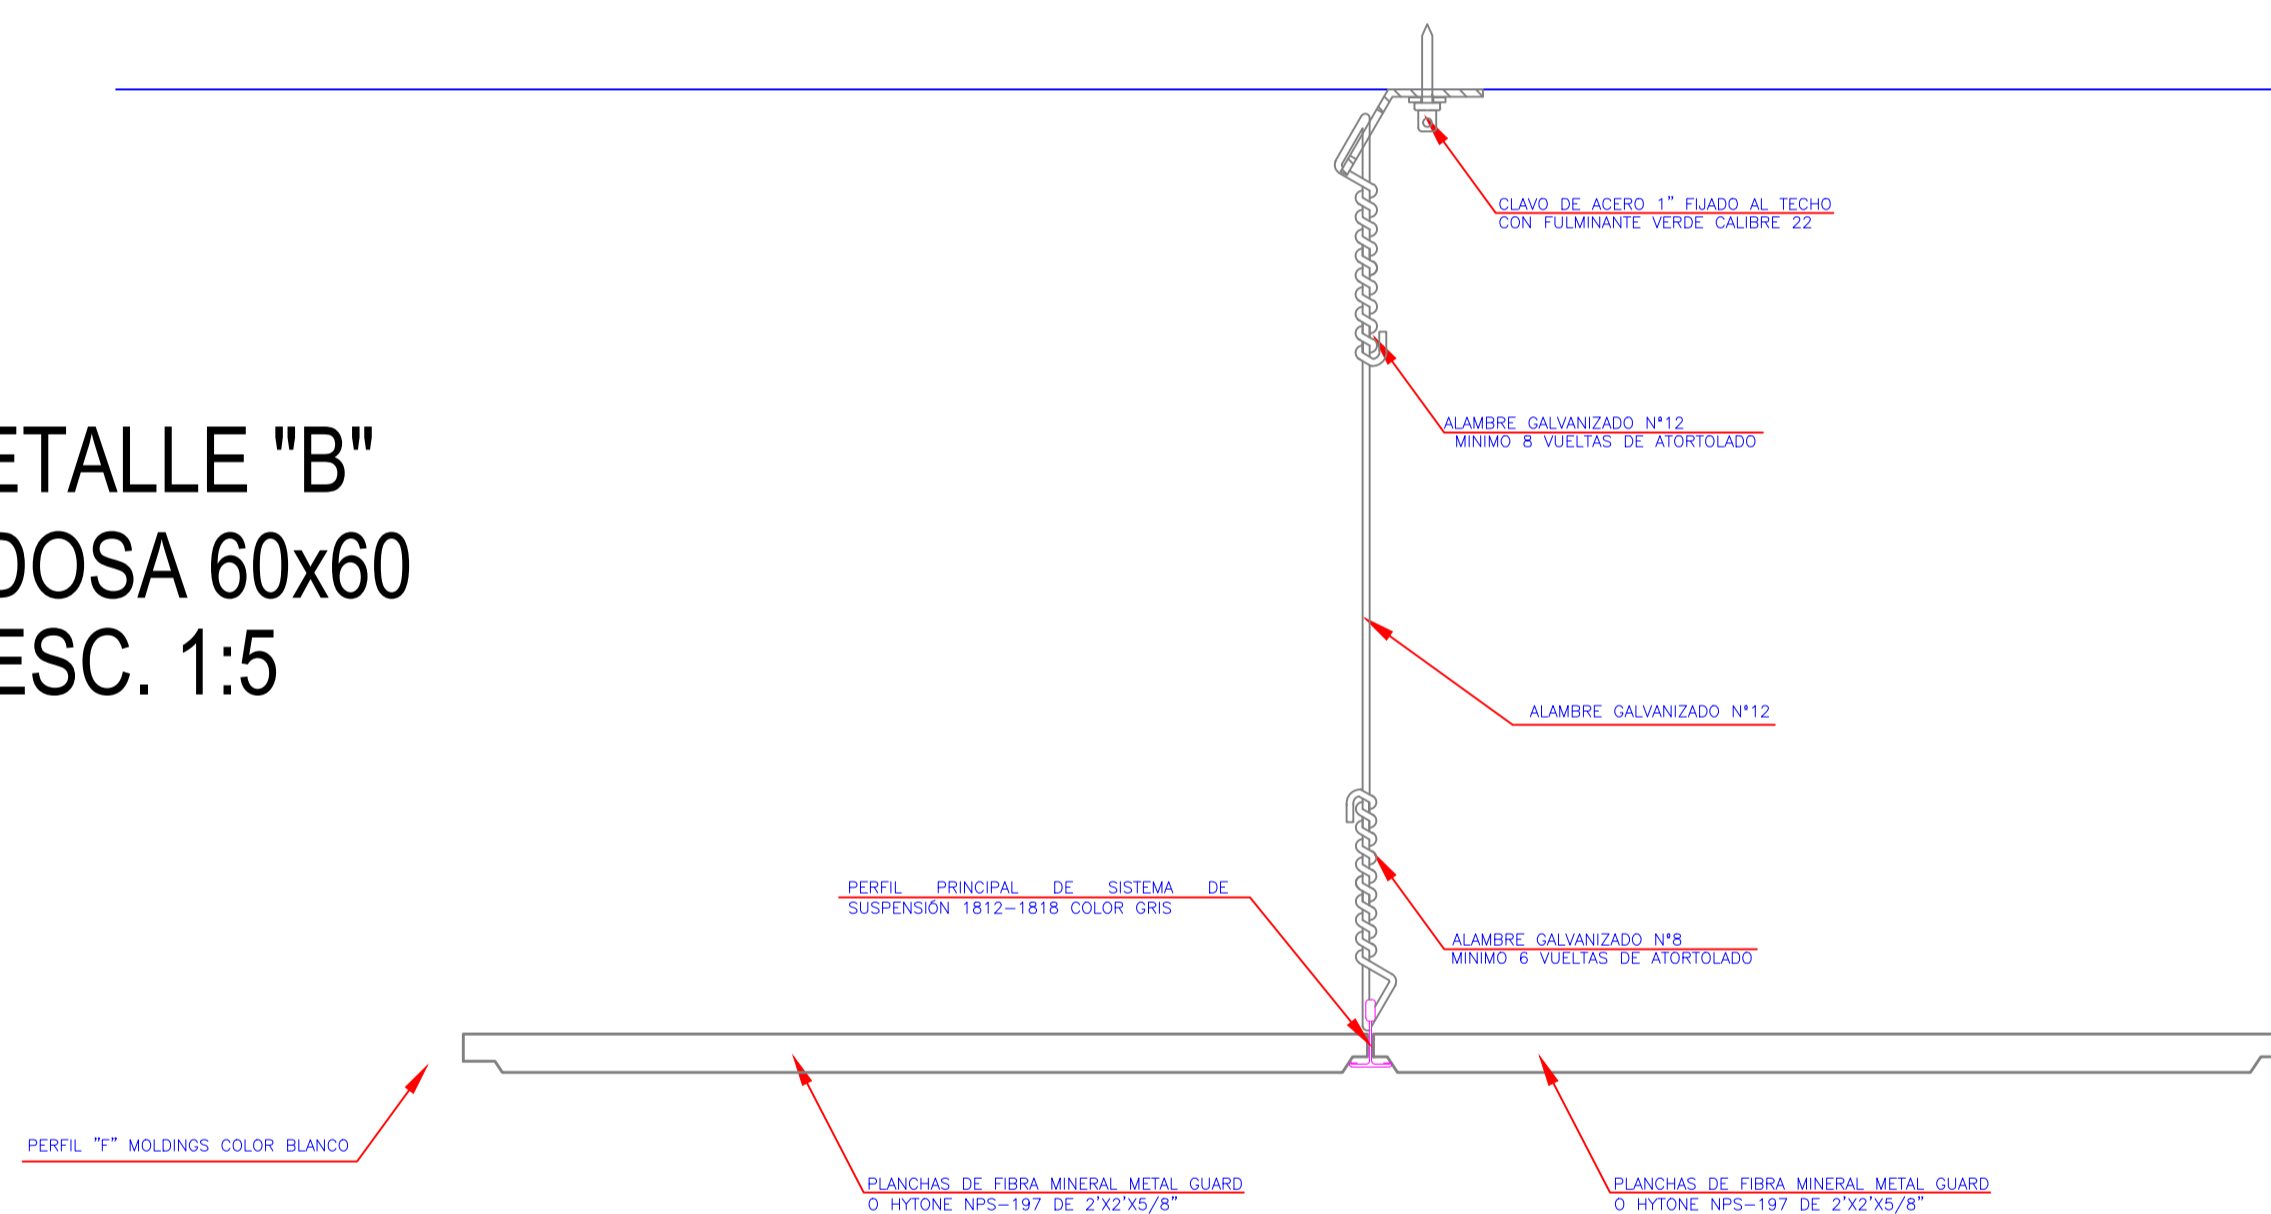 CLAVO DE ACERO 1" FIJADO AL TECHO
CON FULMINANTE VERDE CALIBRE 22
ALAMBRE GALVANIZADO N°12
MINIMO 8 VUELTAS DE ATORTOLADO
ETALLE "B"
DOSA 60x60
ESC. 1:5
ALAMBRE GALVANIZADO N°12
PERFIL PRINCIPAL DE SISTEMA DE
SUSPENSIÓN 1812-1818 COLOR GRIS
ALAMBRE GALVANIZADO N°8
MINIMO 6 VUELTAS DE ATORTOLADO
PERFIL "F" MOLDINGS COLOR BLANCO
PLANCHAS DE FIBRA MINERAL METAL GUARD
O HYTONE NPS-197 DE 2'X2'X5/8"
PLANCHAS DE FIBRA MINERAL METAL GUARD
O HYTONE NPS-197 DE 2'X2'X5/8"